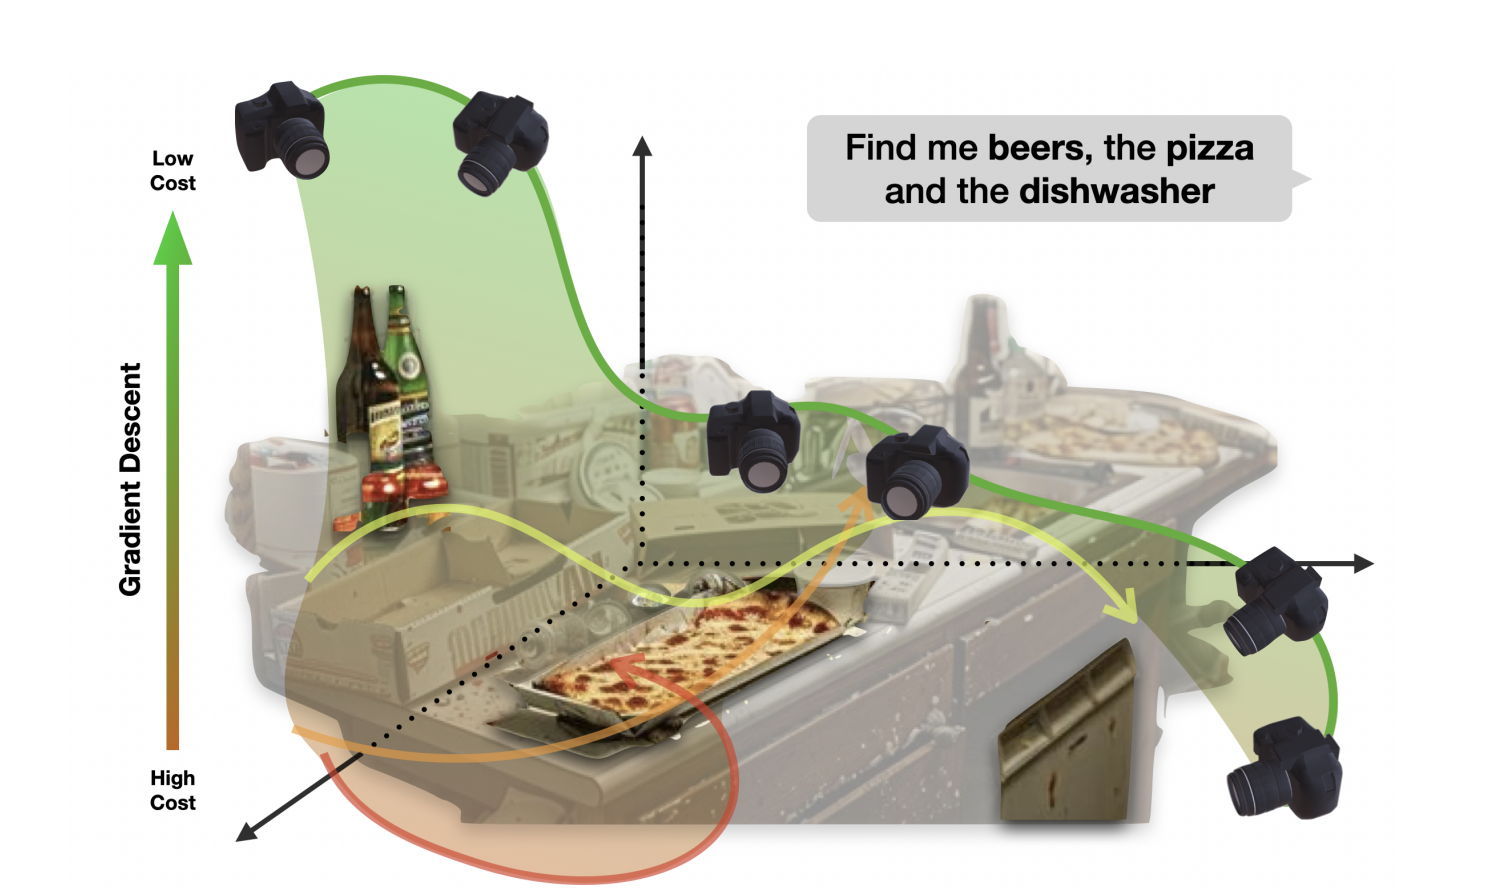 Low
Cost
Find me beers, the pizza
and the dishwasher
Gradient Descent
High
Cost